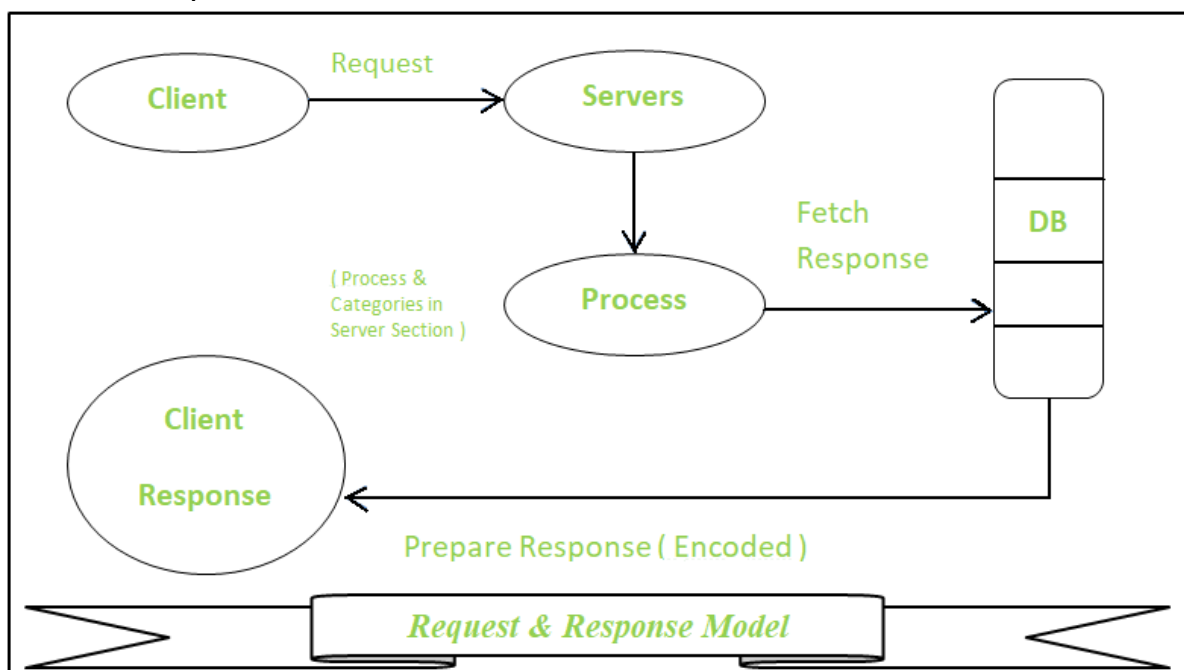 Client
Request
Servers
Fetch
Response
DB
( Process &
Categories in
Server Section )
Process
Client
Response
Prepare Response ( Encoded )
Request & Response Model